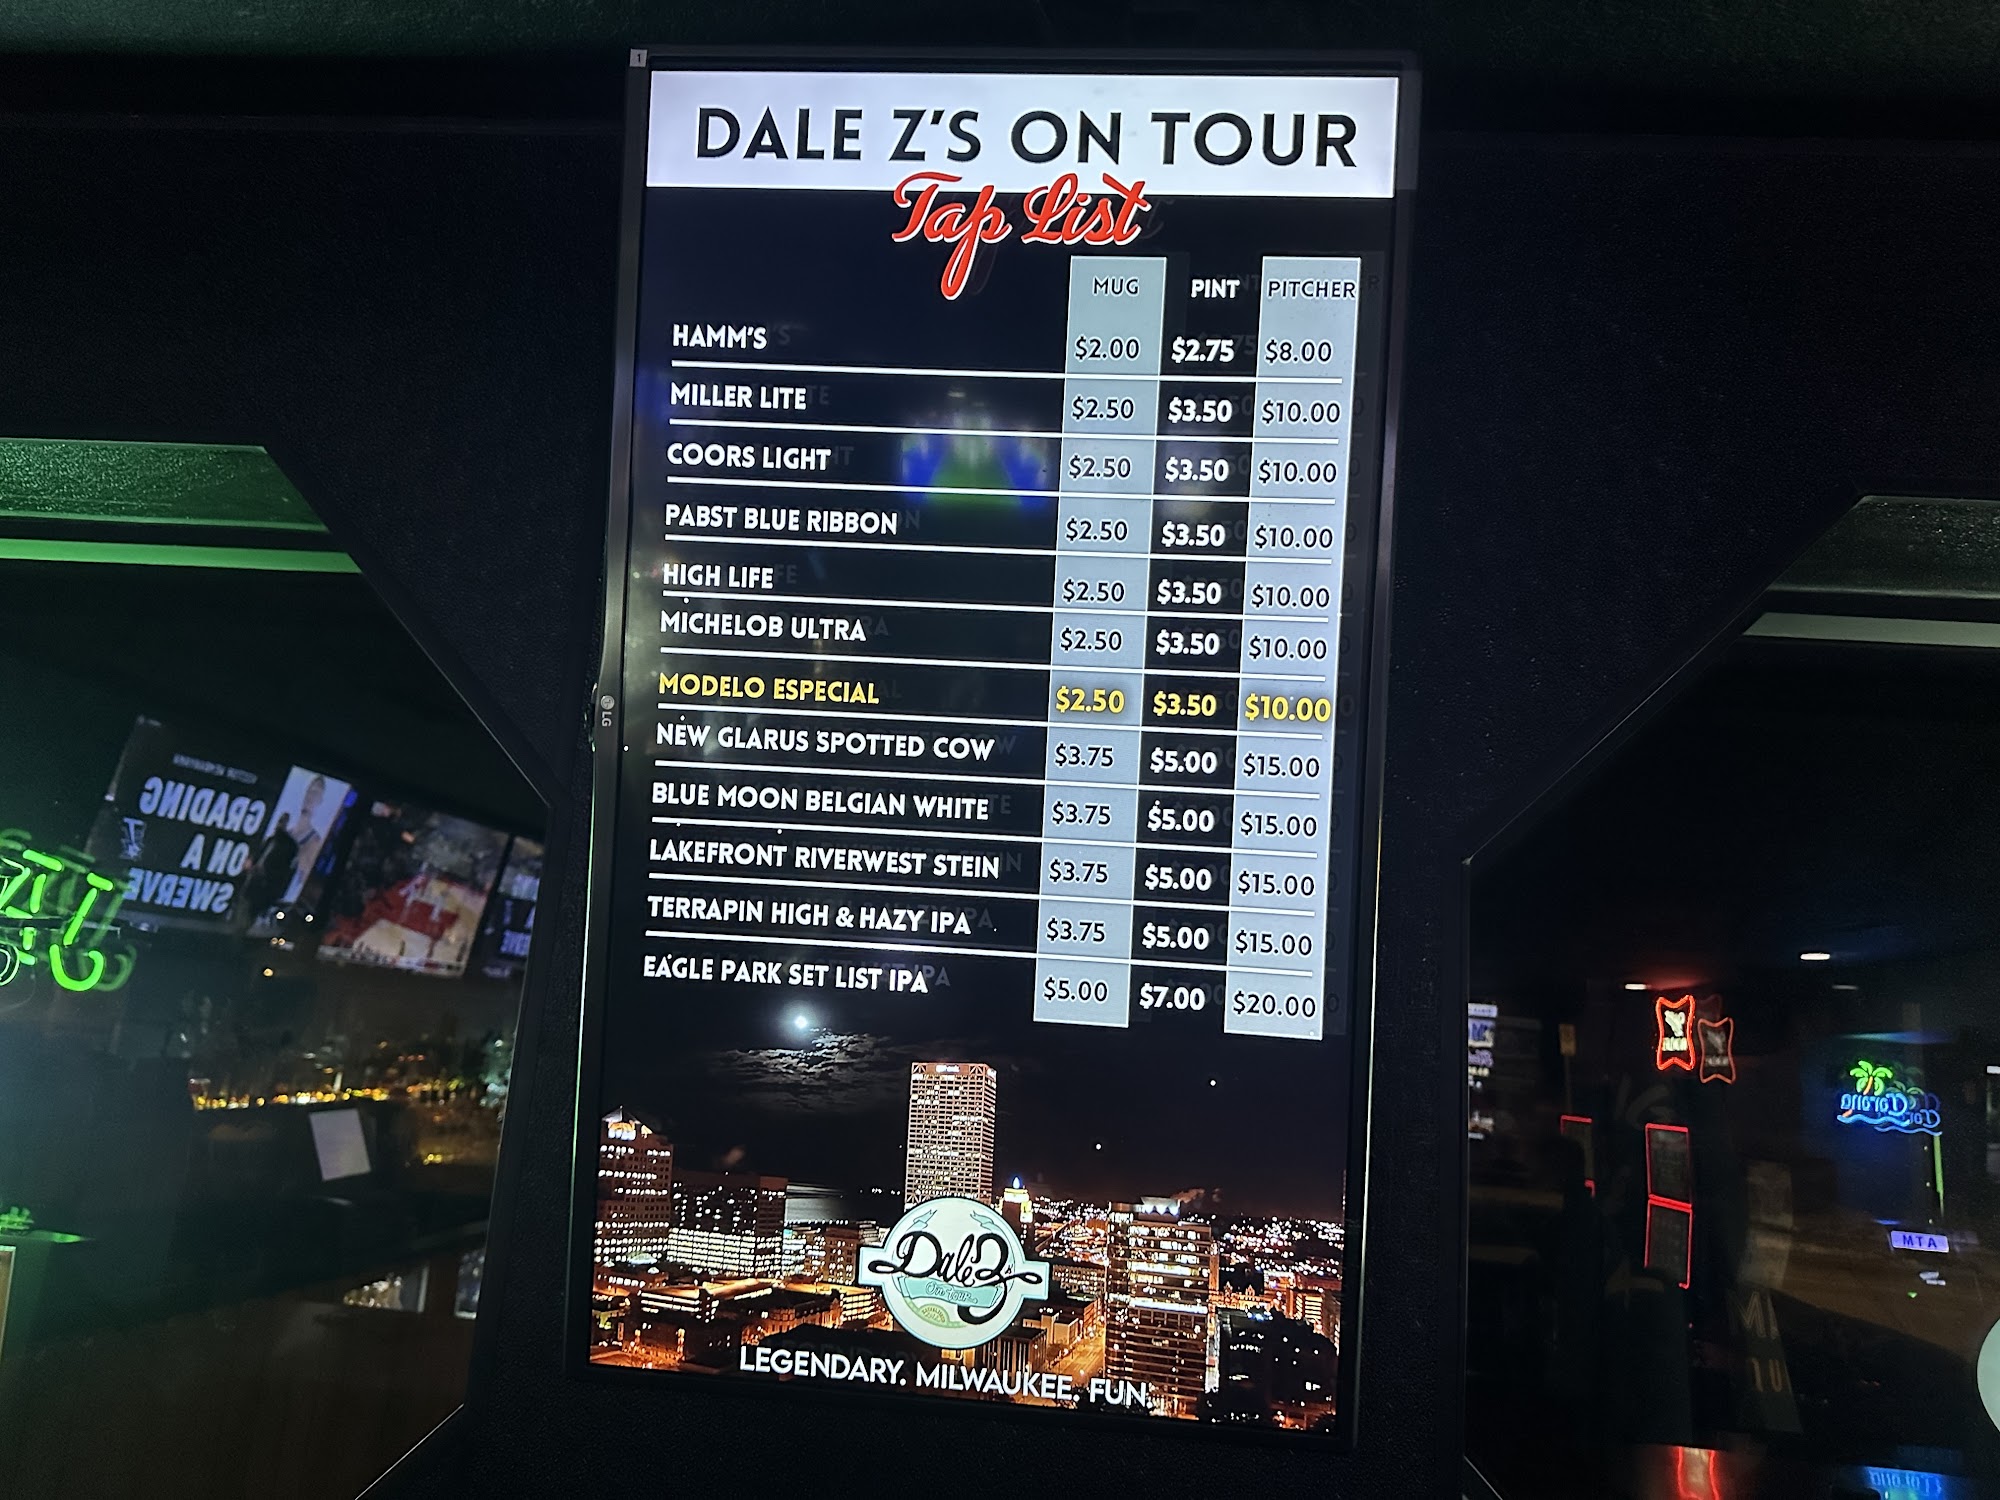 1
DALE Z'S ON TOUR
Tap List
MUG PINT PITCHER
HAMM'S $2.00 $2.75 $8.00
MILLER LITE $2.50 $3.50 $10.00
COORS LIGHT $2.50 $3.50 $10.00
PABST BLUE RIBBON $2.50 $3.50 $10.00
HIGH LIFE $2.50 $3.50 $10.00
MICHELOB ULTRA $2.50 $3.50 $10.00
MODELO ESPECIAL $2.50 $3.50 $10.00
NEW GLARUS SPOTTED COW $3.75 $5.00 $15.00
BLUE MOON BELGIAN WHITE $3.75 $5.00 $15.00
LAKEFRONT RIVERWEST STEIN $3.75 $5.00 $15.00
TERRAPIN HIGH & HAZY IPA $3.75 $5.00 $15.00
EAGLE PARK SET LIST IPA $5.00 $7.00 $20.00
LG
GRADING
ON A
SWERVE
Corona
MTA
Dale Z's
On Tour
LEGENDARY. MILWAUKEE. FUN.